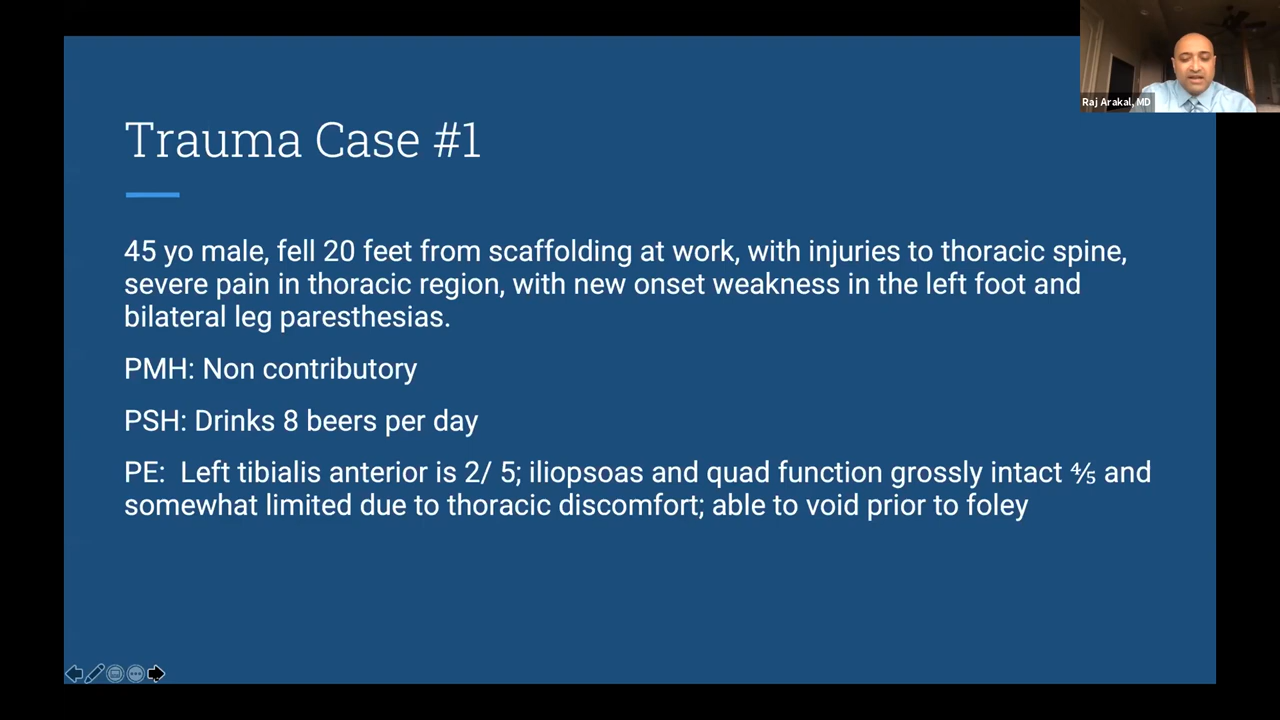 Raj Arakal, MD
Trauma Case #1
45 yo male, fell 20 feet from scaffolding at work, with injuries to thoracic spine,
severe pain in thoracic region, with new onset weakness in the left foot and
bilateral leg paresthesias.
PMH: Non contributory
PSH: Drinks 8 beers per day
PE:  Left tibialis anterior is 2/ 5; iliopsoas and quad function grossly intact ⅘ and
somewhat limited due to thoracic discomfort; able to void prior to foley